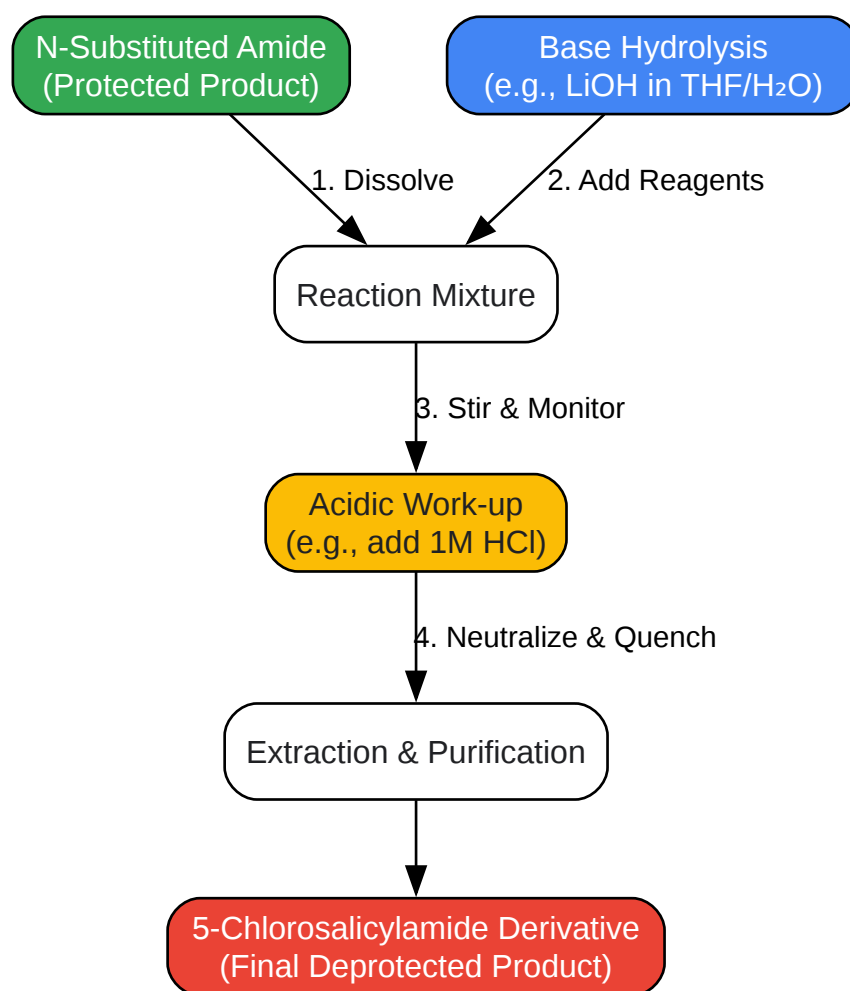 N-Substituted Amide
(Protected Product)
Base Hydrolysis
(e.g., LiOH in THF/H₂O)
1. Dissolve
2. Add Reagents
Reaction Mixture
3. Stir & Monitor
Acidic Work-up
(e.g., add 1M HCl)
4. Neutralize & Quench
Extraction & Purification
5-Chlorosalicylamide Derivative
(Final Deprotected Product)